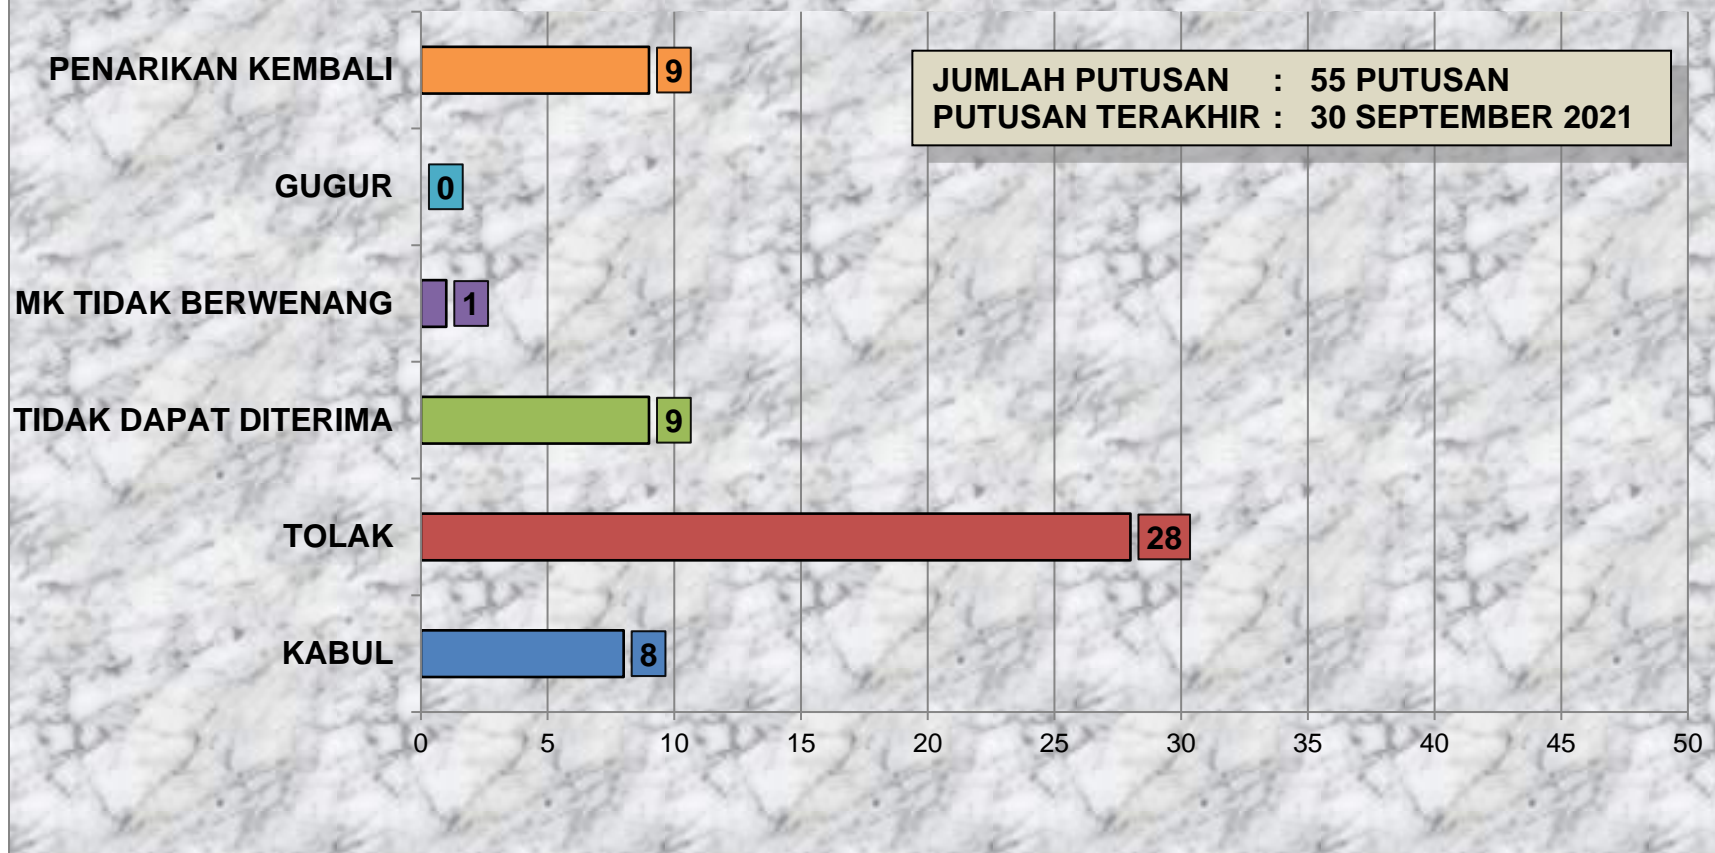 PENARIKAN KEMBALI 9
JUMLAH PUTUSAN : 55 PUTUSAN
PUTUSAN TERAKHIR : 30 SEPTEMBER 2021
GUGUR 0
MK TIDAK BERWENANG 1
TIDAK DAPAT DITERIMA 9
TOLAK 28
KABUL 8
0 5 10 15 20 25 30 35 40 45 50